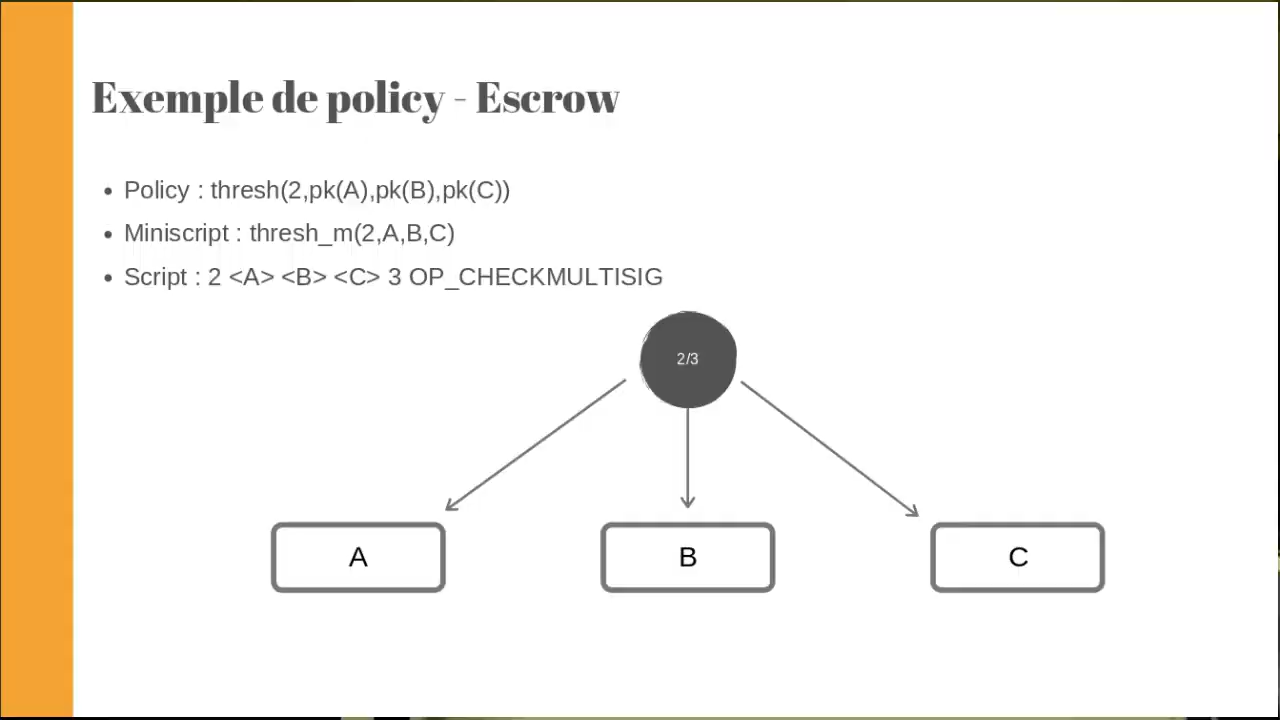 Exemple de policy - Escrow
• Policy : thresh(2,pk(A),pk(B),pk(C))
• Miniscript : thresh_m(2,A,B,C)
• Script : 2 <A> <B> <C> 3 OP_CHECKMULTISIG
2/3
A
B
C